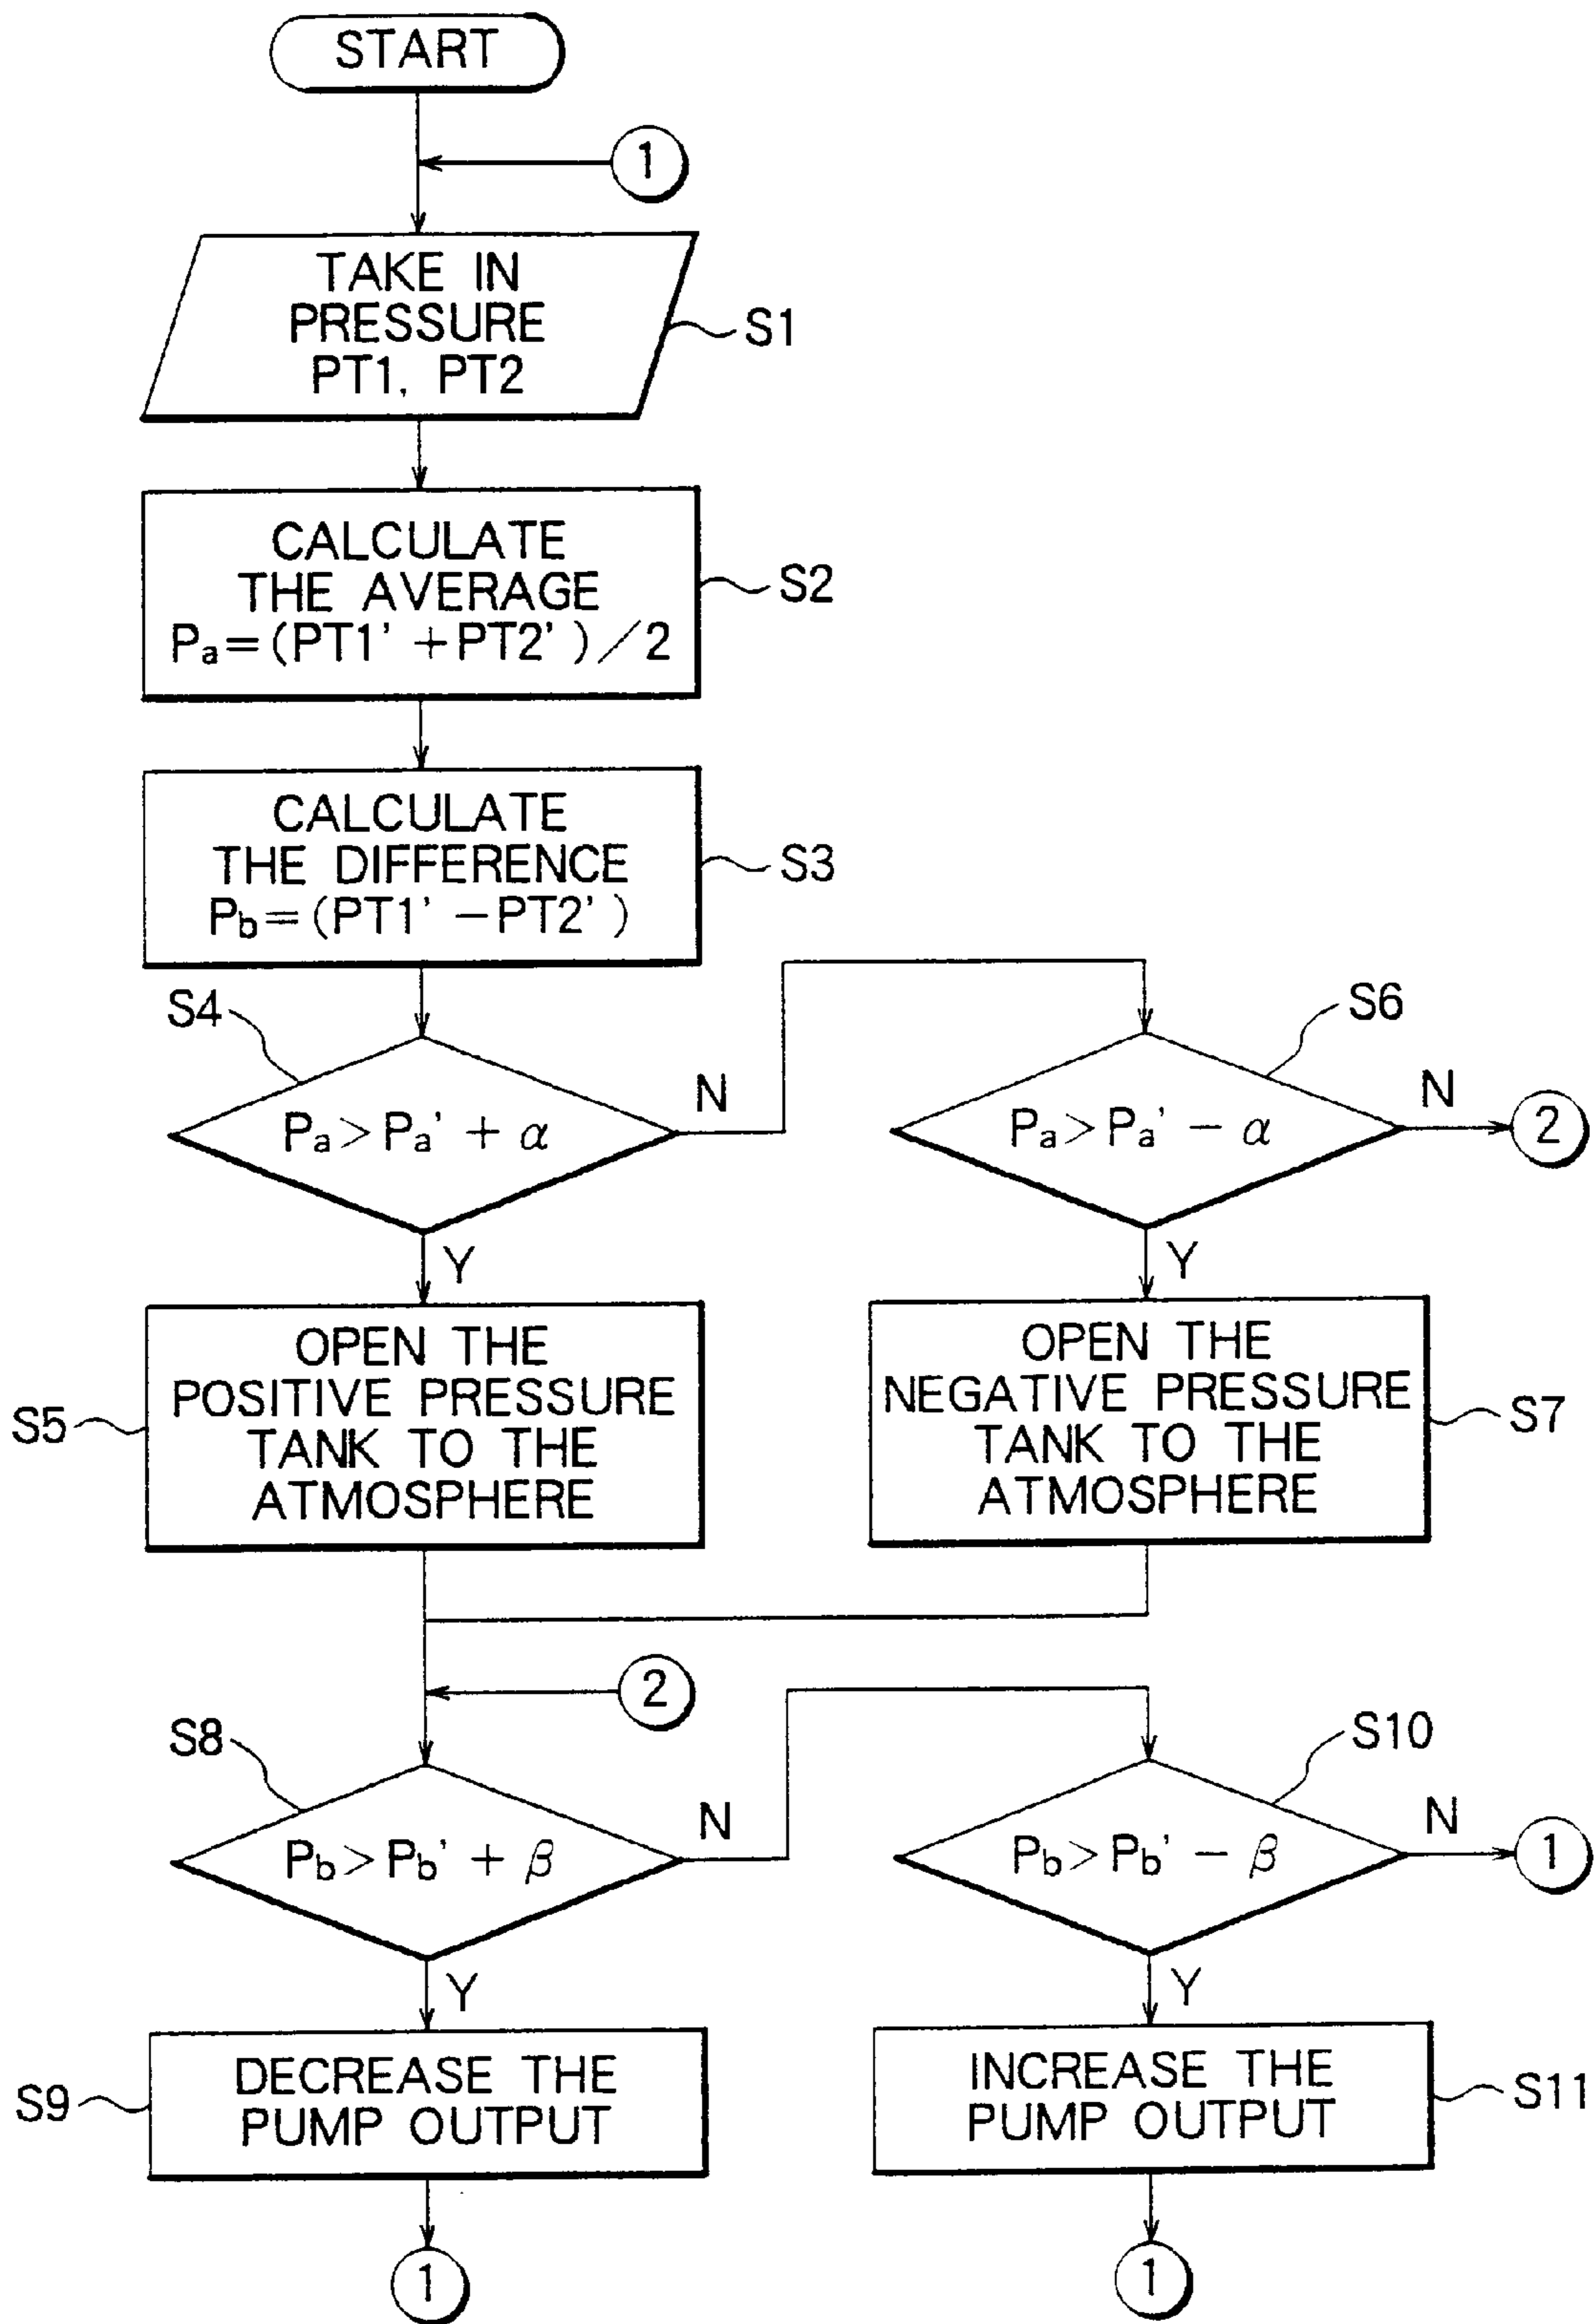 START
1
TAKE IN
PRESSURE
PT1, PT2
S1
CALCULATE
THE AVERAGE
Pa=(PT1'+PT2')/2
S2
CALCULATE
THE DIFFERENCE
Pb=(PT1'-PT2')
S3
S4
Pa>Pa'+α
N
Y
S6
Pa>Pa'-α
N
2
Y
OPEN THE
POSITIVE PRESSURE
TANK TO THE
ATMOSPHERE
S5
OPEN THE
NEGATIVE PRESSURE
TANK TO THE
ATMOSPHERE
S7
2
S8
Pb>Pb'+β
N
Y
S10
Pb>Pb'-β
N
1
Y
DECREASE THE
PUMP OUTPUT
S9
INCREASE THE
PUMP OUTPUT
S11
1
1